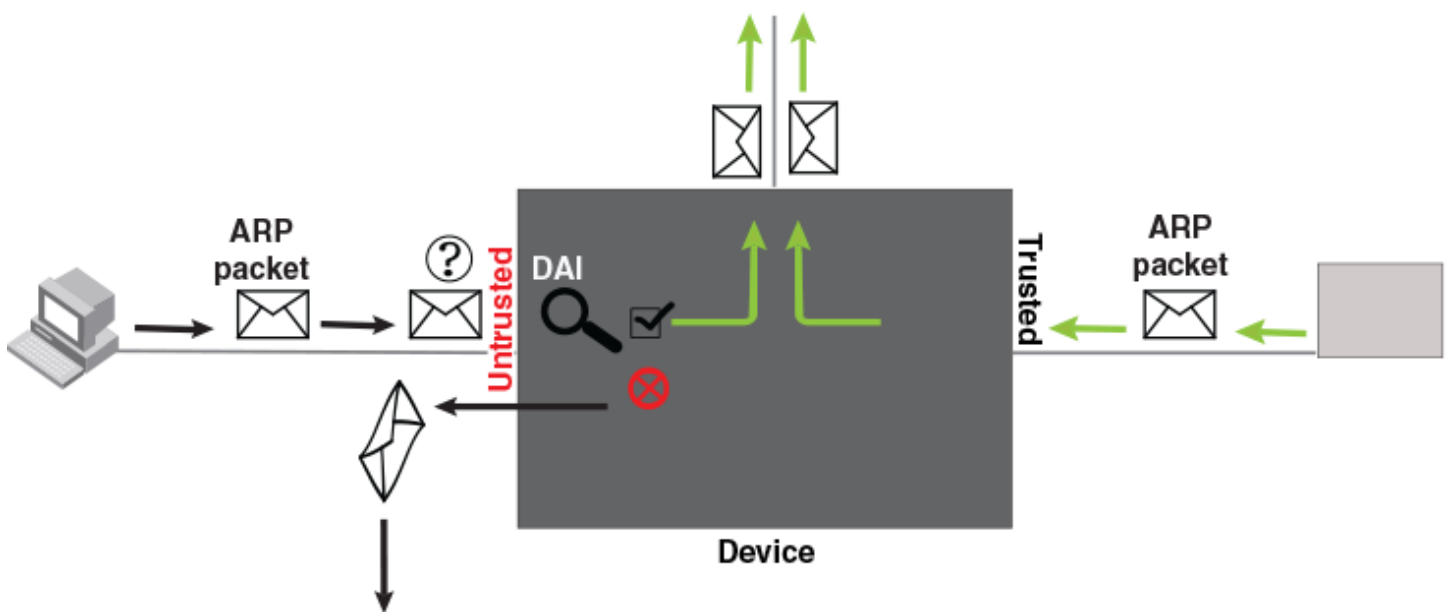 ARP
packet
?
Untrusted
DAI
Trusted
ARP
packet
Device